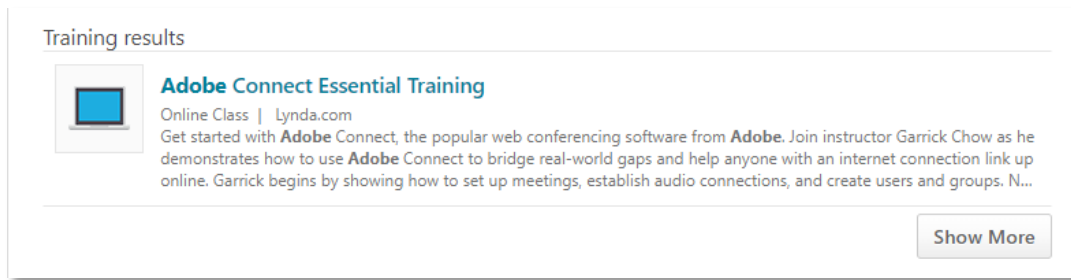 Training results
Adobe Connect Essential Training
Online Class | Lynda.com
Get started with Adobe Connect, the popular web conferencing software from Adobe. Join instructor Garrick Chow as he
demonstrates how to use Adobe Connect to bridge real-world gaps and help anyone with an internet connection link up
online. Garrick begins by showing how to set up meetings, establish audio connections, and create users and groups. N...
Show More